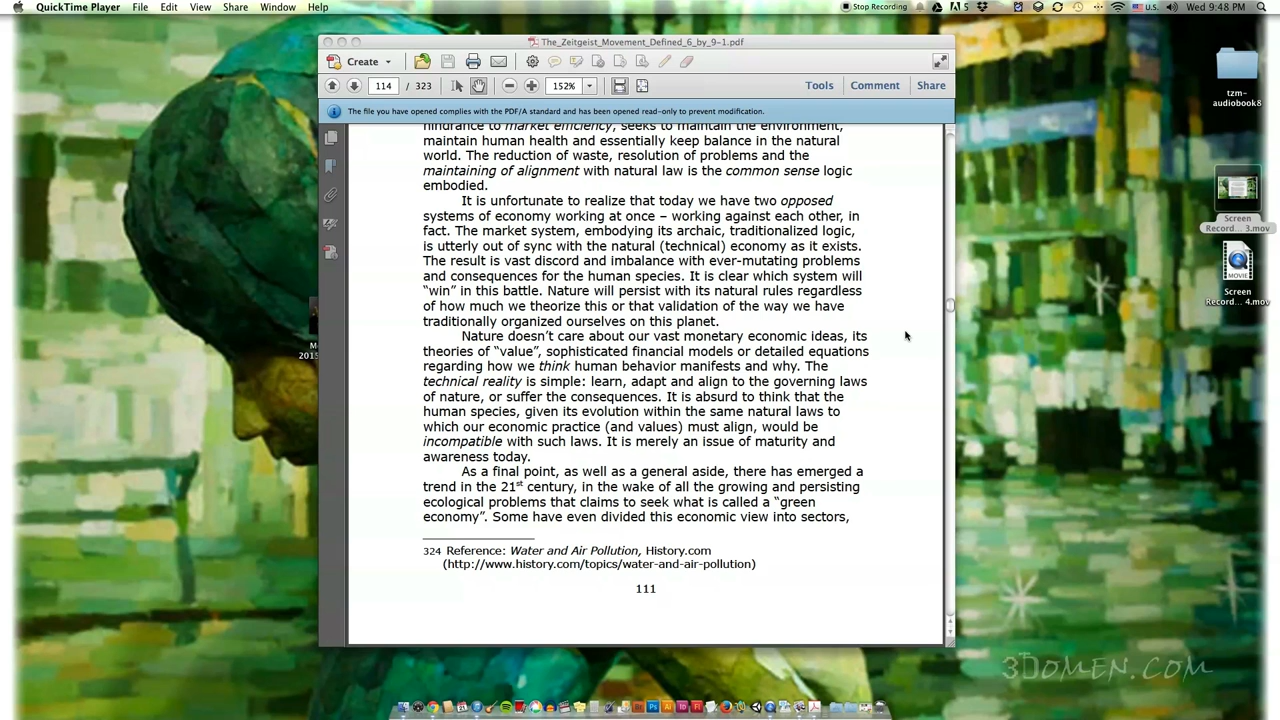 QuickTime Player File Edit View Share Window Help
Stop Recording 5 U.S. Wed 9:48 PM
The_Zeitgeist_Movement_Defined_6_by_9-1.pdf
Create
114 / 323 152% Tools Comment Share
The file you have opened complies with the PDF/A standard and has been opened read-only to prevent modification.
hindrance to market efficiency, seeks to maintain the environment,
maintain human health and essentially keep balance in the natural
world. The reduction of waste, resolution of problems and the
maintaining of alignment with natural law is the common sense logic
embodied.
It is unfortunate to realize that today we have two opposed
systems of economy working at once – working against each other, in
fact. The market system, embodying its archaic, traditionalized logic,
is utterly out of sync with the natural (technical) economy as it exists.
The result is vast discord and imbalance with ever-mutating problems
and consequences for the human species. It is clear which system will
“win” in this battle. Nature will persist with its natural rules regardless
of how much we theorize this or that validation of the way we have
traditionally organized ourselves on this planet.
Nature doesn’t care about our vast monetary economic ideas, its
theories of “value”, sophisticated financial models or detailed equations
regarding how we think human behavior manifests and why. The
technical reality is simple: learn, adapt and align to the governing laws
of nature, or suffer the consequences. It is absurd to think that the
human species, given its evolution within the same natural laws to
which our economic practice (and values) must align, would be
incompatible with such laws. It is merely an issue of maturity and
awareness today.
As a final point, as well as a general aside, there has emerged a
trend in the 21st century, in the wake of all the growing and persisting
ecological problems that claims to seek what is called a “green
economy”. Some have even divided this economic view into sectors,
324 Reference: Water and Air Pollution, History.com
(http://www.history.com/topics/water-and-air-pollution)
111
tzm-
audiobook8
Screen
Record... 3.mov
MOVIE
Screen
Record... 4.mov
3DOMEN.COM